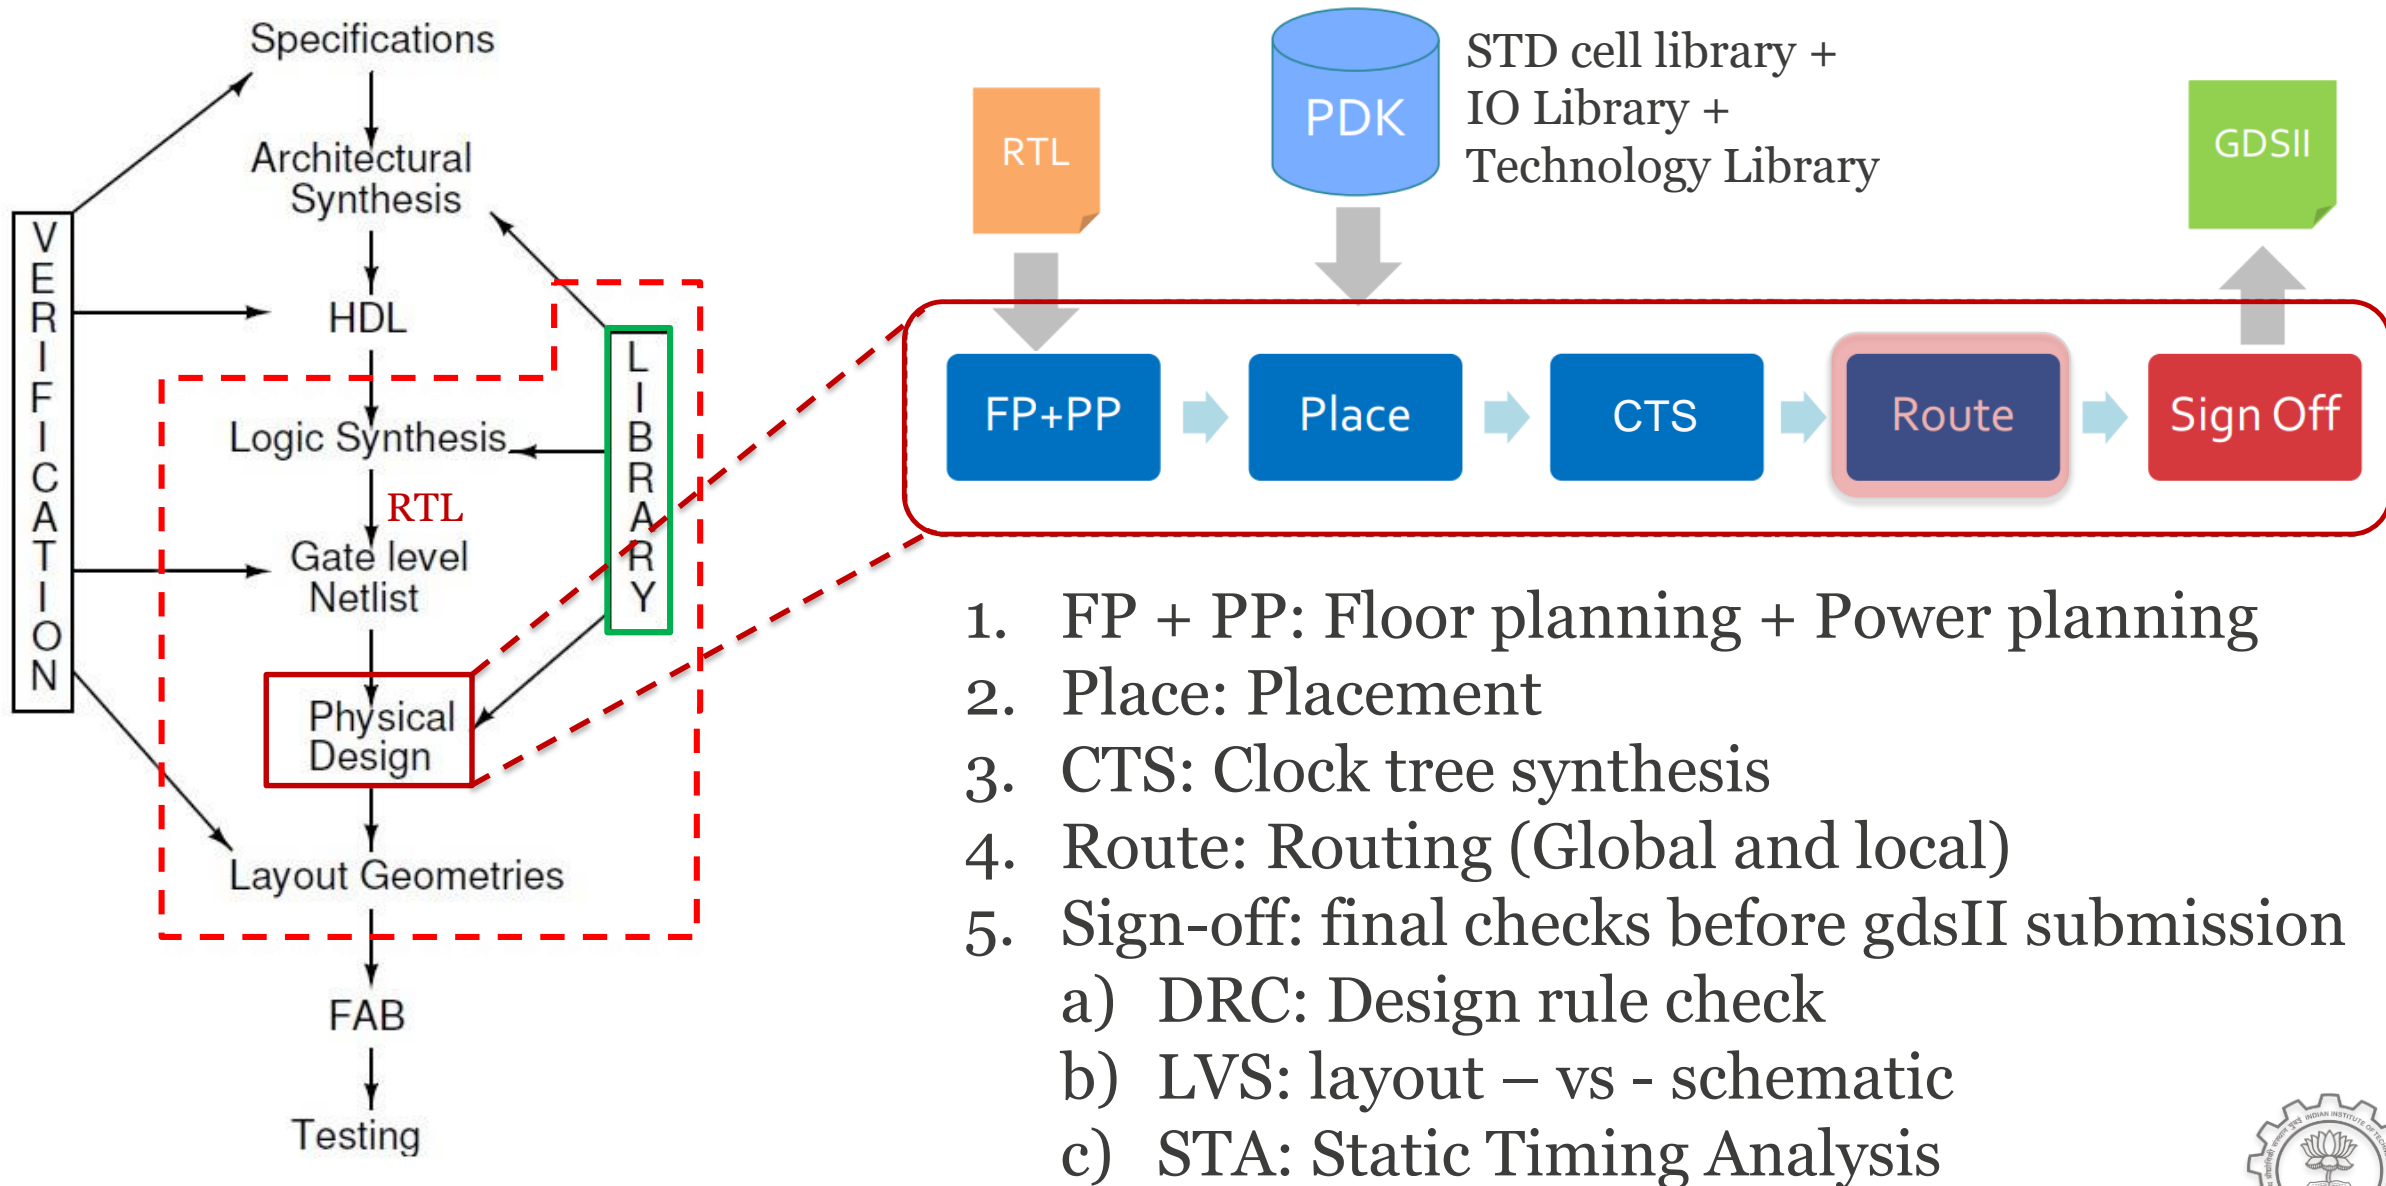 Specifications
Architectural
Synthesis
HDL
Logic Synthesis
RTL
Gate level
Netlist
Physical
Design
Layout Geometries
FAB
Testing
VERIFICATION
LIBRARY
RTL
PDK
STD cell library +
IO Library +
Technology Library
GDSII
FP+PP
Place
CTS
Route
Sign Off
1. FP + PP: Floor planning + Power planning
2. Place: Placement
3. CTS: Clock tree synthesis
4. Route: Routing (Global and local)
5. Sign-off: final checks before gdsII submission
a) DRC: Design rule check
b) LVS: layout – vs - schematic
c) STA: Static Timing Analysis
INDIAN INSTITUTE OF